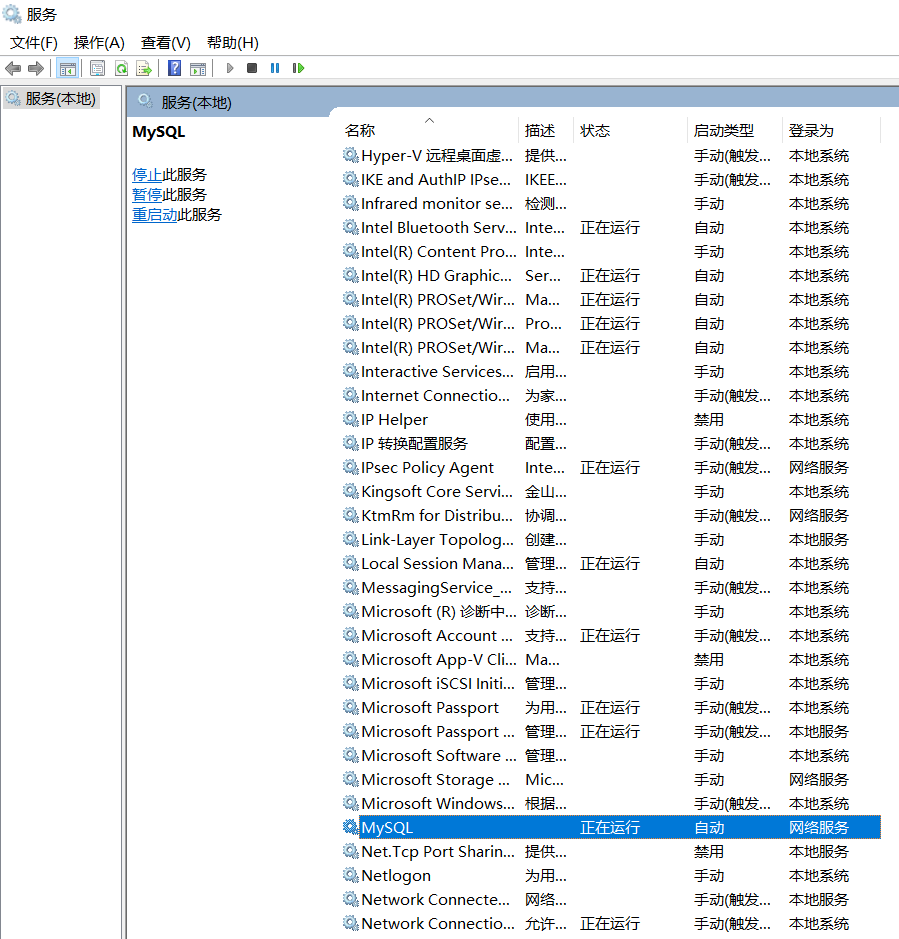 服务
文件(F) 操作(A) 查看(V) 帮助(H)
服务(本地)
服务(本地)
MySQL
停止此服务
暂停此服务
重启动此服务
名称 描述 状态 启动类型 登录为
Hyper-V 远程桌面虚... 提供... 手动(触发... 本地系统
IKE and AuthIP IPse... IKEE... 手动(触发... 本地系统
Infrared monitor se... 检测... 手动 本地系统
Intel Bluetooth Serv... Inte... 正在运行 自动 本地系统
Intel(R) Content Pro... Inte... 手动 本地系统
Intel(R) HD Graphic... Ser... 正在运行 自动 本地系统
Intel(R) PROSet/Wir... Ma... 正在运行 自动 本地系统
Intel(R) PROSet/Wir... Pro... 正在运行 自动 本地系统
Intel(R) PROSet/Wir... Ma... 正在运行 自动 本地系统
Interactive Services... 启用... 手动 本地系统
Internet Connectio... 为家... 手动(触发... 本地系统
IP Helper 使用... 禁用 本地系统
IP 转换配置服务 配置... 手动(触发... 本地系统
IPsec Policy Agent Inte... 正在运行 手动(触发... 网络服务
Kingsoft Core Servi... 金山... 手动 本地系统
KtmRm for Distribu... 协调... 手动(触发... 网络服务
Link-Layer Topolog... 创建... 手动 本地服务
Local Session Mana... 管理... 正在运行 自动 本地系统
MessagingService_... 支持... 手动(触发... 本地系统
Microsoft (R) 诊断中... 诊断... 手动 本地系统
Microsoft Account ... 支持... 正在运行 手动(触发... 本地系统
Microsoft App-V Cli... Ma... 禁用 本地系统
Microsoft iSCSI Initi... 管理... 手动 本地系统
Microsoft Passport 为用... 正在运行 手动(触发... 本地系统
Microsoft Passport ... 管理... 正在运行 手动(触发... 本地服务
Microsoft Software ... 管理... 手动 本地系统
Microsoft Storage ... Mic... 手动 网络服务
Microsoft Windows... 根据... 手动(触发... 本地系统
MySQL 正在运行 自动 网络服务
Net.Tcp Port Sharin... 提供... 禁用 本地服务
Netlogon 为用... 手动 本地系统
Network Connecte... 网络... 手动(触发... 本地服务
Network Connectio... 允许... 正在运行 手动(触发... 本地系统